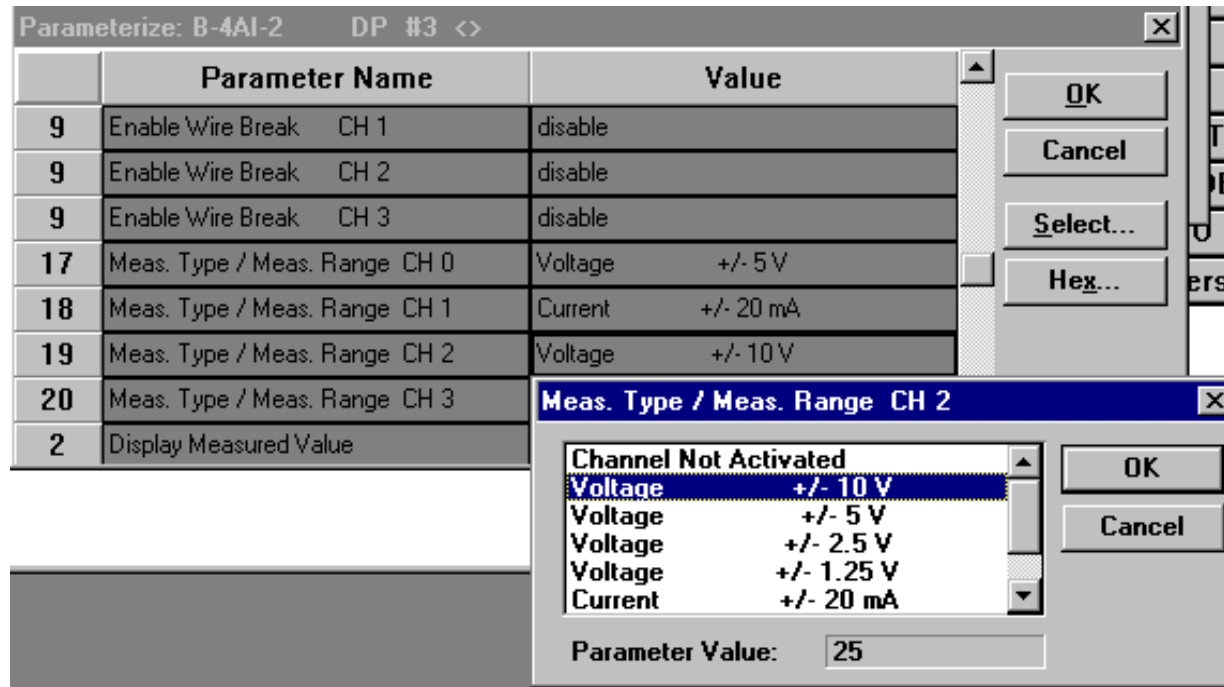 Parameterize: B-4AI-2 DP #3 <>
Parameter Name Value
OK
9 Enable Wire Break CH 1 disable
Cancel
9 Enable Wire Break CH 2 disable
9 Enable Wire Break CH 3 disable
Select...
17 Meas. Type / Meas. Range CH 0 Voltage +/- 5 V
Hex...
ers
18 Meas. Type / Meas. Range CH 1 Current +/- 20 mA
19 Meas. Type / Meas. Range CH 2 Voltage +/- 10 V
20 Meas. Type / Meas. Range CH 3
2 Display Measured Value
Meas. Type / Meas. Range CH 2
Channel Not Activated
Voltage +/- 10 V
Voltage +/- 5 V
Voltage +/- 2.5 V
Voltage +/- 1.25 V
Current +/- 20 mA
OK
Cancel
Parameter Value: 25